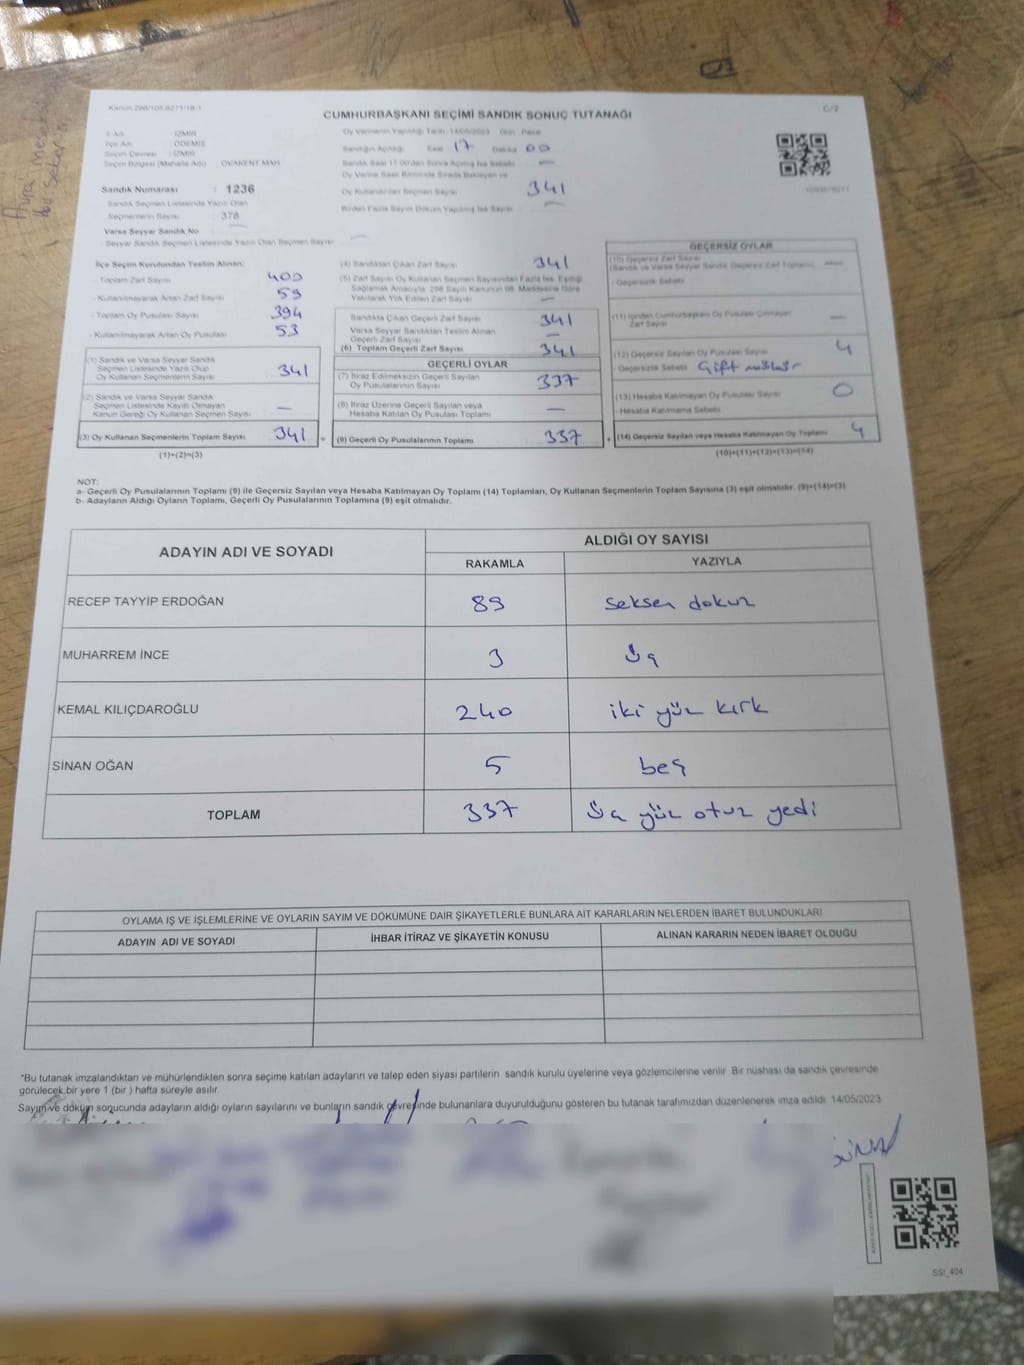 Kanun:298/105,6271/18-1
C/2
CUMHURBAŞKANI SEÇİMİ SANDIK SONUÇ TUTANAĞI
İl Adı : İZMİR
İlçe Adı : ÖDEMİŞ
Seçim Çevresi : İZMİR
Seçim Bölgesi (Mahalle Adı) : OVAKENT MAH.
Sandık Numarası : 1236
Sandık Seçmen Listesinde Yazılı Olan
Seçmenlerin Sayısı : 378
Varsa Seyyar Sandık No : —
Seyyar Sandık Seçmen Listesinde Yazılı Olan Seçmen Sayısı : —
Oy Vermenin Yapıldığı Tarih : 14/05/2023 Gün : Pazar
Sandığın Açıldığı Saat 17 Dakika 00
Sandık Saat 17.00'den Sonra Açılmış İse Sebebi —
Oy Verme Saati Bitiminde Sırada Bekleyen ve
Oy Kullandırılan Seçmen Sayısı 341
Birden Fazla Sayım Döküm Yapılmış İse Sayısı —
İlçe Seçim Kurulundan Teslim Alınan;
- Toplam Zarf Sayısı : 400
- Kullanılmayarak Artan Zarf Sayısı : 59
- Toplam Oy Pusulası Sayısı : 394
- Kullanılmayarak Artan Oy Pusulası : 53
(1) Sandık ve Varsa Seyyar Sandık
Seçmen Listesinde Yazılı Olup
Oy Kullanan Seçmenlerin Sayısı 341
(2) Sandık ve Varsa Seyyar Sandık
Seçmen Listesinde Kayıtlı Olmayan
Kanun Gereği Oy Kullanan Seçmen Sayısı —
(3) Oy Kullanan Seçmenlerin Toplam Sayısı 341 =
(1)+(2)=(3)
(4) Sandıktan Çıkan Zarf Sayısı 341
(5) Zarf Sayısı Oy Kullanan Seçmen Sayısından Fazla İse, Eşitliği
Sağlamak Amacıyla, 298 Sayılı Kanunun 98. Maddesine Göre
Yakılarak Yok Edilen Zarf Sayısı —
Sandıkta Çıkan Geçerli Zarf Sayısı 341
Varsa Seyyar Sandıktan Teslim Alınan
Geçerli Zarf Sayısı —
(6) Toplam Geçerli Zarf Sayısı 341
GEÇERLİ OYLAR
(7) İtiraz Edilmeksizin Geçerli Sayılan
Oy Pusulalarının Sayısı 337
(8) İtiraz Üzerine Geçerli Sayılan veya
Hesaba Katılan Oy Pusulası Toplamı —
(9) Geçerli Oy Pusulalarının Toplamı 337 +
GEÇERSİZ OYLAR
(10) Geçersiz Zarf Sayısı
(Sandık ve Varsa Seyyar Sandık Geçersiz Zarf Toplamı) —
- Geçersizlik Sebebi
(11) İçinden Cumhurbaşkanı Oy Pusulası Çıkmayan
Zarf Sayısı —
(12) Geçersiz Sayılan Oy Pusulası Sayısı 4
- Geçersizlik Sebebi Çift mühür
(13) Hesaba Katılmayan Oy Pusulası Sayısı 0
- Hesaba Katılmama Sebebi
(14) Geçersiz Sayılan veya Hesaba Katılmayan Oy Toplamı 4
(10)+(11)+(12)+(13)=(14)
NOT:
a- Geçerli Oy Pusulalarının Toplamı (9) ile Geçersiz Sayılan veya Hesaba Katılmayan Oy Toplamı (14) Toplamları, Oy Kullanan Seçmenlerin Toplam Sayısına (3) eşit olmalıdır. (9)+(14)=(3)
b- Adayların Aldığı Oyların Toplamı, Geçerli Oy Pusulalarının Toplamına (9) eşit olmalıdır.
ADAYIN ADI VE SOYADI
ALDIĞI OY SAYISI
RAKAMLA YAZIYLA
RECEP TAYYİP ERDOĞAN 89 seksen dokuz
MUHARREM İNCE 3 üç
KEMAL KILIÇDAROĞLU 240 iki yüz kırk
SİNAN OĞAN 5 beş
TOPLAM 337 üç yüz otuz yedi
OYLAMA İŞ VE İŞLEMLERİNE VE OYLARIN SAYIM VE DÖKÜMÜNE DAİR ŞİKAYETLERLE BUNLARA AİT KARARLARIN NELERDEN İBARET BULUNDUKLARI
ADAYIN ADI VE SOYADI İHBAR İTİRAZ VE ŞİKAYETİN KONUSU ALINAN KARARIN NEDEN İBARET OLDUĞU
*Bu tutanak imzalandıktan ve mühürlendikten sonra seçime katılan adayların ve talep eden siyasi partilerin sandık kurulu üyelerine veya gözlemcilerine verilir. Bir nüshası da sandık çevresinde
görülecek bir yere 1 (bir ) hafta süreyle asılır.
Sayım ve döküm sonucunda adayların aldığı oyların sayılarını ve bunların sandık çevresinde bulunanlara duyurulduğunu gösteren bu tutanak tarafımızdan düzenlenerek imza edildi. 14/05/2023
SSİ_404